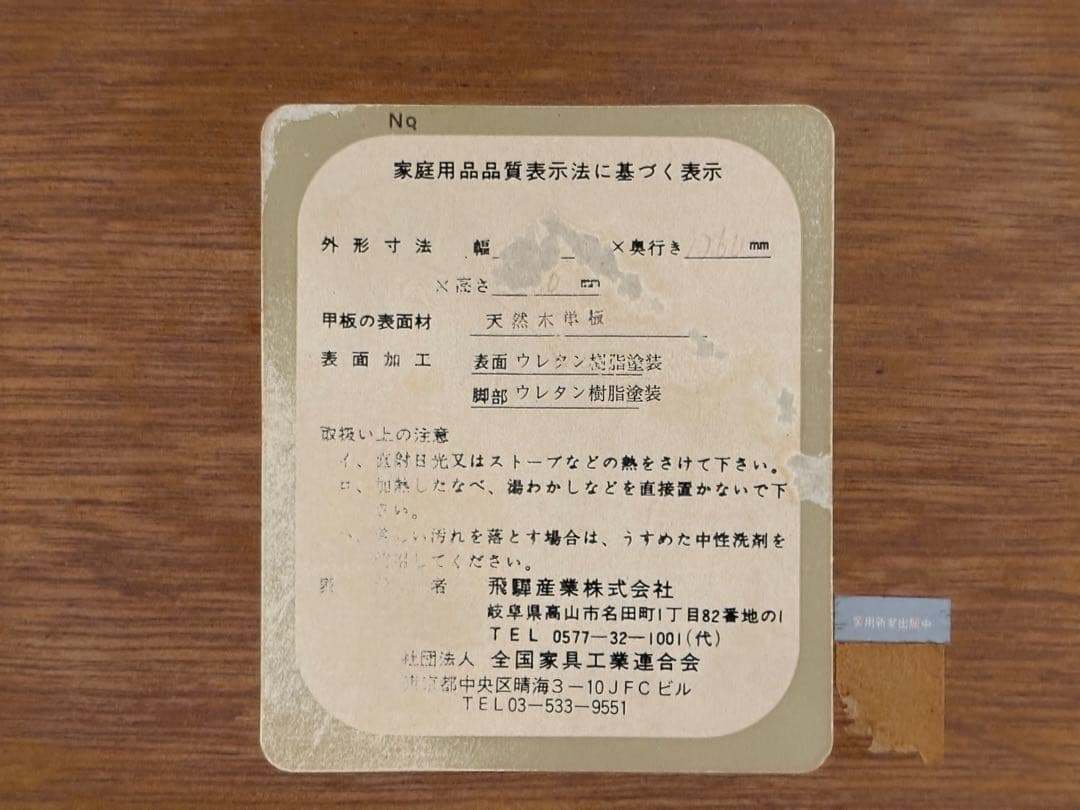 No
家庭用品品質表示法に基づく表示
外形寸法 幅 ×奥行き mm
×高さ mm
甲板の表面材 天然木単板
表面加工 表面 ウレタン樹脂塗装
脚部 ウレタン樹脂塗装
取扱い上の注意
イ、直射日光又はストーブなどの熱をさけて下さい。
ロ、加熱したなべ、湯わかしなどを直接置かないで下
さい。
しい汚れを落とす場合は、うすめた中性洗剤を
してください。
者 飛騨産業株式会社
岐阜県高山市名田町1丁目82番地の1
TEL 0577-32-1001(代)
社団法人 全国家具工業連合会
東京都中央区晴海3-10JFCビル
TEL03-533-9551